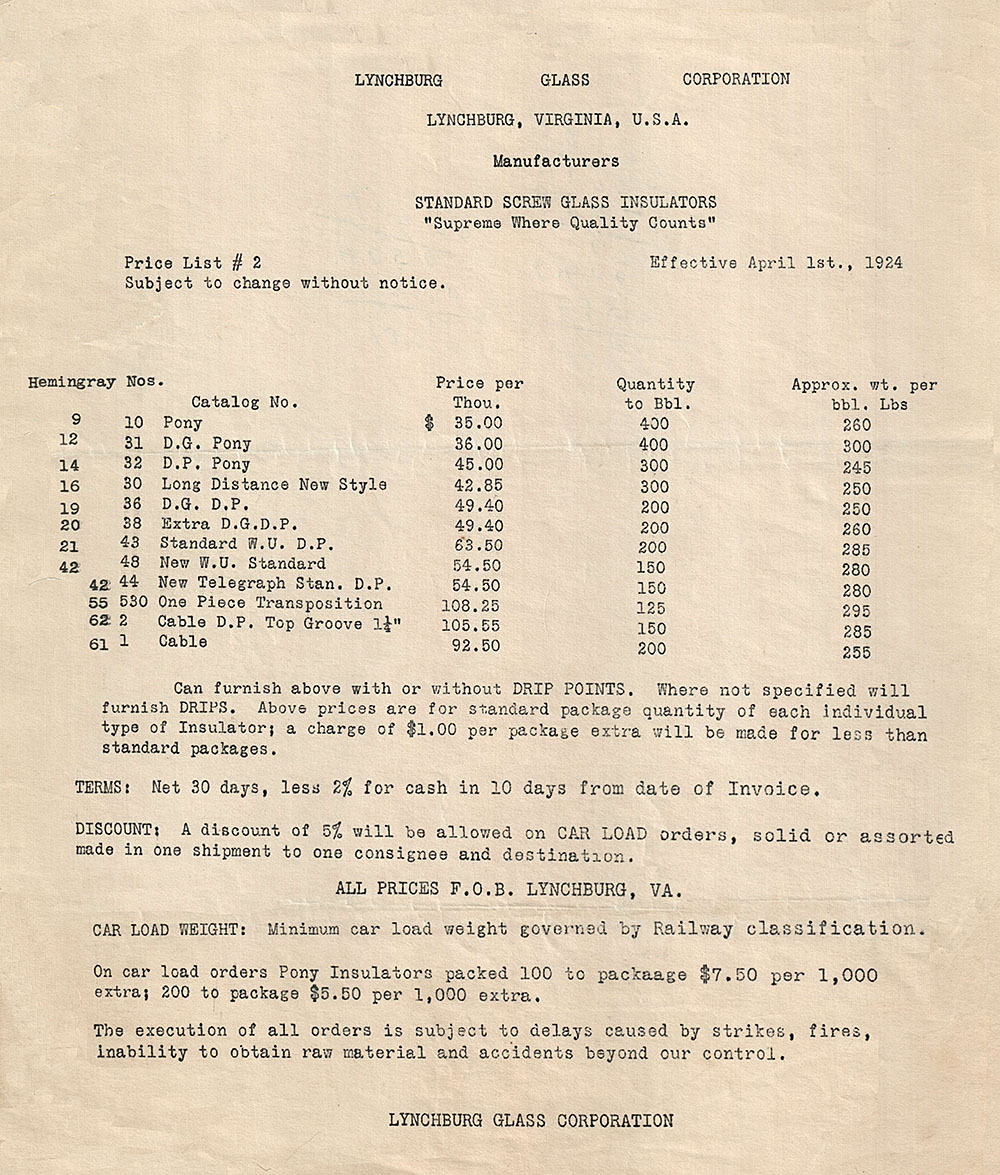 LYNCHBURG GLASS CORPORATION
LYNCHBURG, VIRGINIA, U.S.A.
Manufacturers
STANDARD SCREW GLASS INSULATORS
"Supreme Where Quality Counts"
Price List # 2 Effective April 1st., 1924
Subject to change without notice.
Hemingray Nos. Price per Quantity Approx. wt. per
Catalog No. Thou. to Bbl. bbl. Lbs
9 10 Pony $ 35.00 400 260
12 31 D.G. Pony 36.00 400 300
14 32 D.P. Pony 45.00 300 245
16 30 Long Distance New Style 42.85 300 250
19 36 D.G. D.P. 49.40 200 250
20 38 Extra D.G.D.P. 49.40 200 260
21 43 Standard W.U. D.P. 63.50 200 285
42 48 New W.U. Standard 54.50 150 280
42 44 New Telegraph Stan. D.P. 54.50 150 280
55 530 One Piece Transposition 108.25 125 295
62 2 Cable D.P. Top Groove 1¼" 105.55 150 285
61 1 Cable 92.50 200 255
Can furnish above with or without DRIP POINTS. Where not specified will
furnish DRIPS. Above prices are for standard package quantity of each individual
type of Insulator; a charge of $1.00 per package extra will be made for less than
standard packages.
TERMS: Net 30 days, less 2% for cash in 10 days from date of Invoice.
DISCOUNT; A discount of 5% will be allowed on CAR LOAD orders, solid or assorted
made in one shipment to one consignee and destination.
ALL PRICES F.O.B. LYNCHBURG, VA.
CAR LOAD WEIGHT: Minimum car load weight governed by Railway classification.
On car load orders Pony Insulators packed 100 to packaage $7.50 per 1,000
extra; 200 to package $5.50 per 1,000 extra.
The execution of all orders is subject to delays caused by strikes, fires,
inability to obtain raw material and accidents beyond our control.
LYNCHBURG GLASS CORPORATION